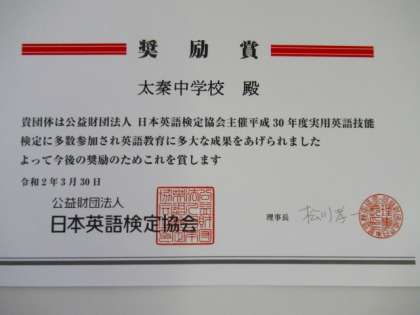 奨励賞
太秦中学校 殿
貴団体は公益財団法人 日本英語検定協会主催平成30年度実用英語技能
検定に多数参加され英語教育に多大な成果をあげられました
よって今後の奨励のためこれを賞します
令和2年3月30日
公益財団法人
日本英語検定協会
理事長